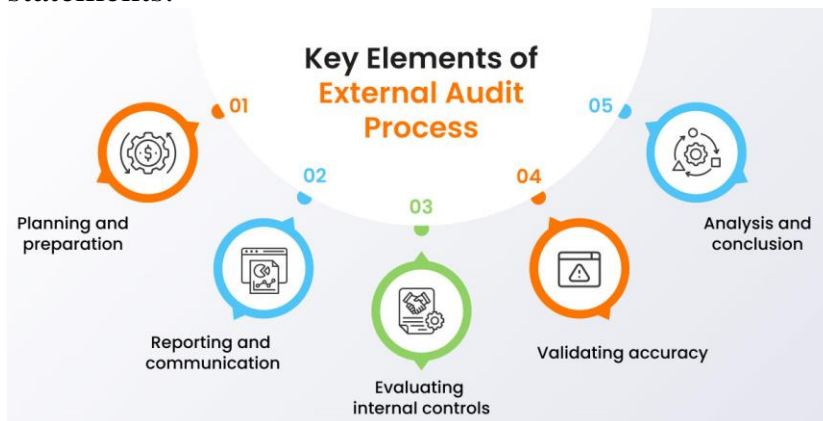 statements.
Key Elements of
External Audit
Process
01
Planning and
preparation
02
Reporting and
communication
03
Evaluating
internal controls
04
Validating accuracy
05
Analysis and
conclusion